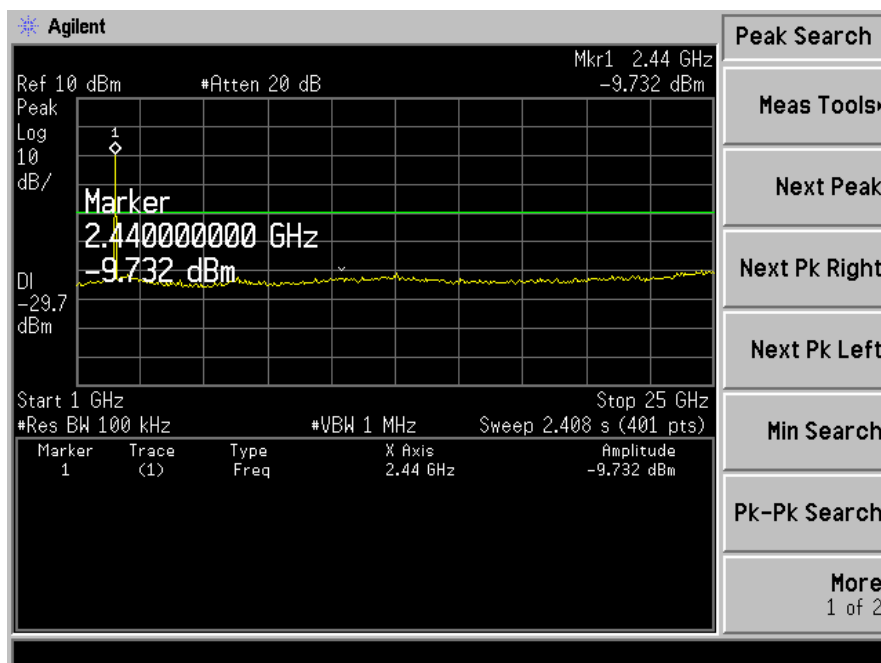 Agilent
Mkr1 2.44 GHz
Ref 10 dBm #Atten 20 dB -9.732 dBm
Peak
Log
10
dB/
1
Marker
2.440000000 GHz
-9.732 dBm
DI
-29.7
dBm
Start 1 GHz Stop 25 GHz
#Res BW 100 kHz #VBW 1 MHz Sweep 2.408 s (401 pts)
Marker Trace Type X Axis Amplitude
1 (1) Freq 2.44 GHz -9.732 dBm
Peak Search
Meas Tools
Next Peak
Next Pk Right
Next Pk Left
Min Search
Pk-Pk Search
More
1 of 2